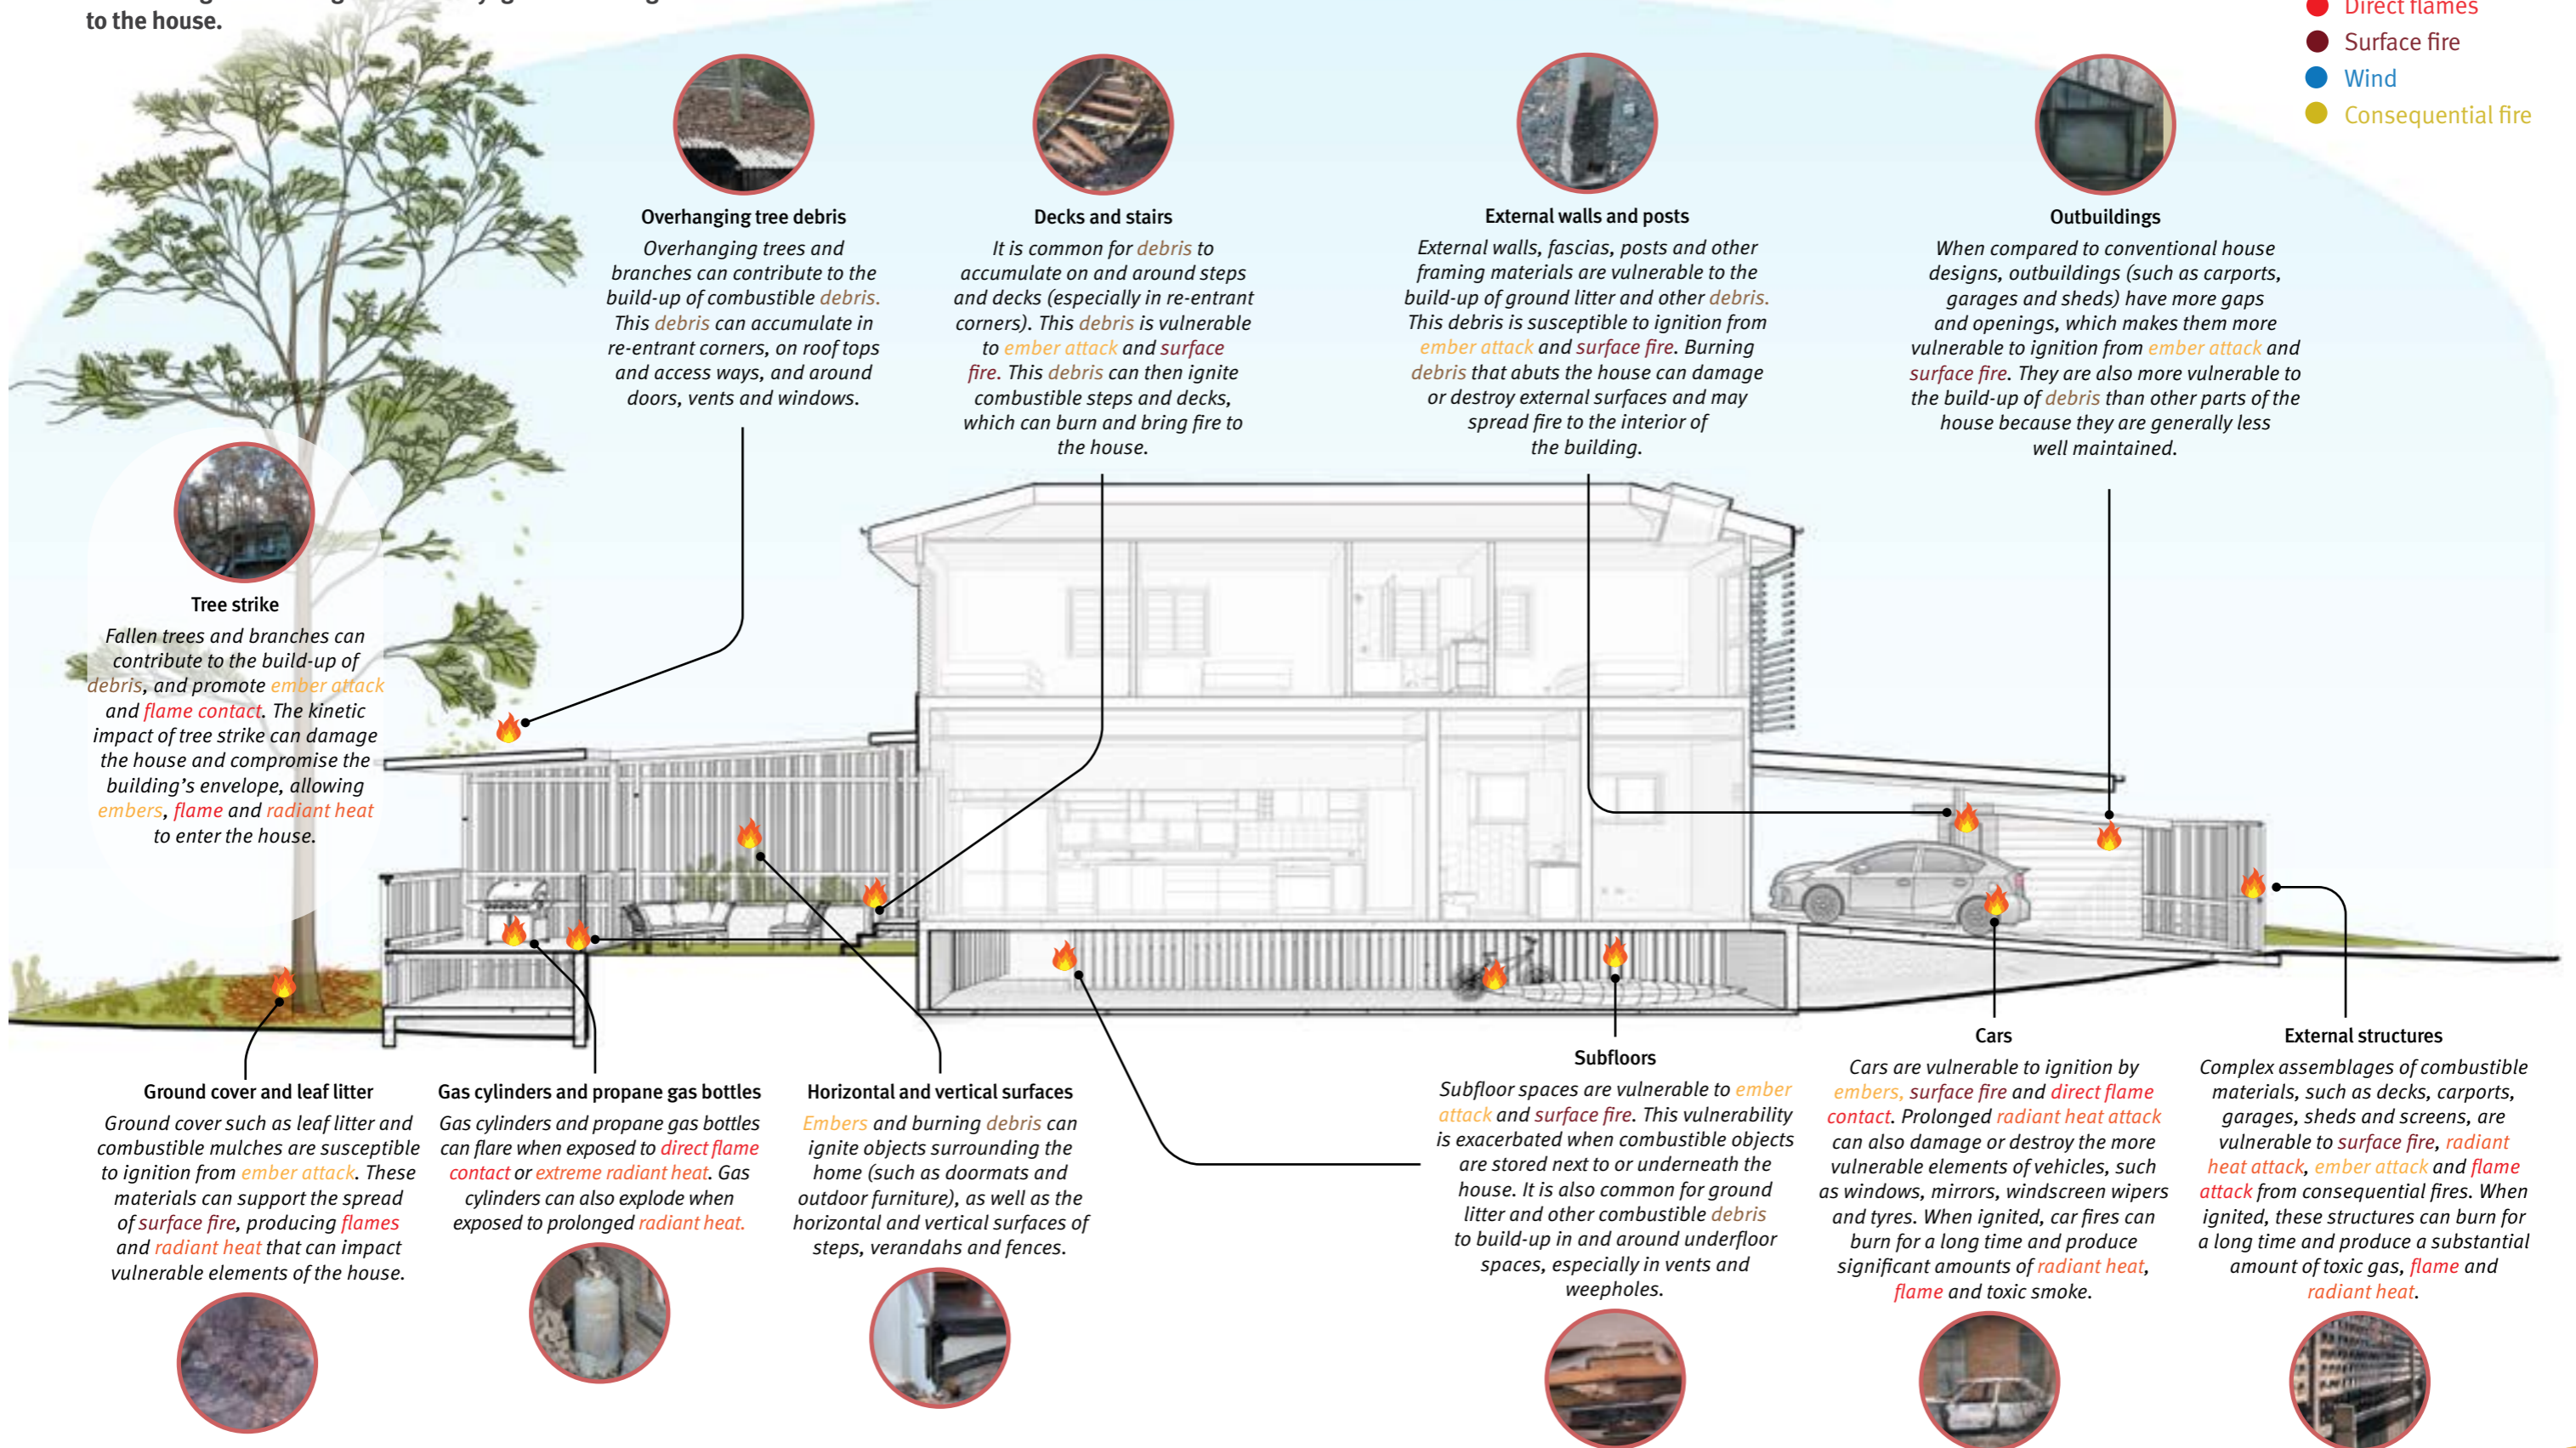 to the house.
Direct flames
Surface fire
Wind
Consequential fire
Overhanging tree debris
Overhanging trees and
branches can contribute to the
build-up of combustible debris.
This debris can accumulate in
re-entrant corners, on roof tops
and access ways, and around
doors, vents and windows.
Decks and stairs
It is common for debris to
accumulate on and around steps
and decks (especially in re-entrant
corners). This debris is vulnerable
to ember attack and surface
fire. This debris can then ignite
combustible steps and decks,
which can burn and bring fire to
the house.
External walls and posts
External walls, fascias, posts and other
framing materials are vulnerable to the
build-up of ground litter and other debris.
This debris is susceptible to ignition from
ember attack and surface fire. Burning
debris that abuts the house can damage
or destroy external surfaces and may
spread fire to the interior of
the building.
Outbuildings
When compared to conventional house
designs, outbuildings (such as carports,
garages and sheds) have more gaps
and openings, which makes them more
vulnerable to ignition from ember attack and
surface fire. They are also more vulnerable to
the build-up of debris than other parts of the
house because they are generally less
well maintained.
Tree strike
Fallen trees and branches can
contribute to the build-up of
debris, and promote ember attack
and flame contact. The kinetic
impact of tree strike can damage
the house and compromise the
building's envelope, allowing
embers, flame and radiant heat
to enter the house.
Ground cover and leaf litter
Ground cover such as leaf litter and
combustible mulches are susceptible
to ignition from ember attack. These
materials can support the spread
of surface fire, producing flames
and radiant heat that can impact
vulnerable elements of the house.
Gas cylinders and propane gas bottles
Gas cylinders and propane gas bottles
can flare when exposed to direct flame
contact or extreme radiant heat. Gas
cylinders can also explode when
exposed to prolonged radiant heat.
Horizontal and vertical surfaces
Embers and burning debris can
ignite objects surrounding the
home (such as doormats and
outdoor furniture), as well as the
horizontal and vertical surfaces of
steps, verandahs and fences.
Subfloors
Subfloor spaces are vulnerable to ember
attack and surface fire. This vulnerability
is exacerbated when combustible objects
are stored next to or underneath the
house. It is also common for ground
litter and other combustible debris
to build-up in and around underfloor
spaces, especially in vents and
weepholes.
Cars
Cars are vulnerable to ignition by
embers, surface fire and direct flame
contact. Prolonged radiant heat attack
can also damage or destroy the more
vulnerable elements of vehicles, such
as windows, mirrors, windscreen wipers
and tyres. When ignited, car fires can
burn for a long time and produce
significant amounts of radiant heat,
flame and toxic smoke.
External structures
Complex assemblages of combustible
materials, such as decks, carports,
garages, sheds and screens, are
vulnerable to surface fire, radiant
heat attack, ember attack and flame
attack from consequential fires. When
ignited, these structures can burn for
a long time and produce a substantial
amount of toxic gas, flame and
radiant heat.